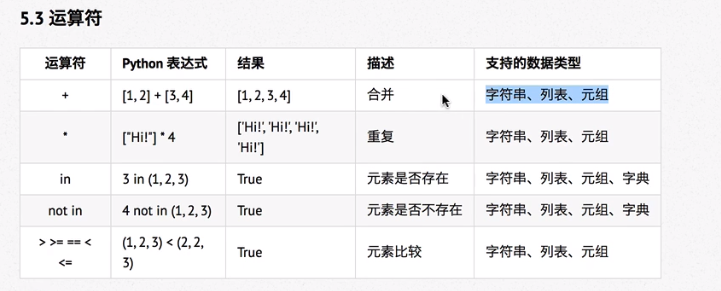 5.3 运算符
运算符 Python 表达式 结果 描述 支持的数据类型
+ [1, 2] + [3, 4] [1, 2, 3, 4] 合并 字符串、列表、元组
* ["Hi!"] * 4 ['Hi!', 'Hi!', 'Hi!', 'Hi!'] 重复 字符串、列表、元组
in 3 in (1, 2, 3) True 元素是否存在 字符串、列表、元组、字典
not in 4 not in (1, 2, 3) True 元素是否不存在 字符串、列表、元组、字典
> >= == < <= (1, 2, 3) < (2, 2, 3) True 元素比较 字符串、列表、元组